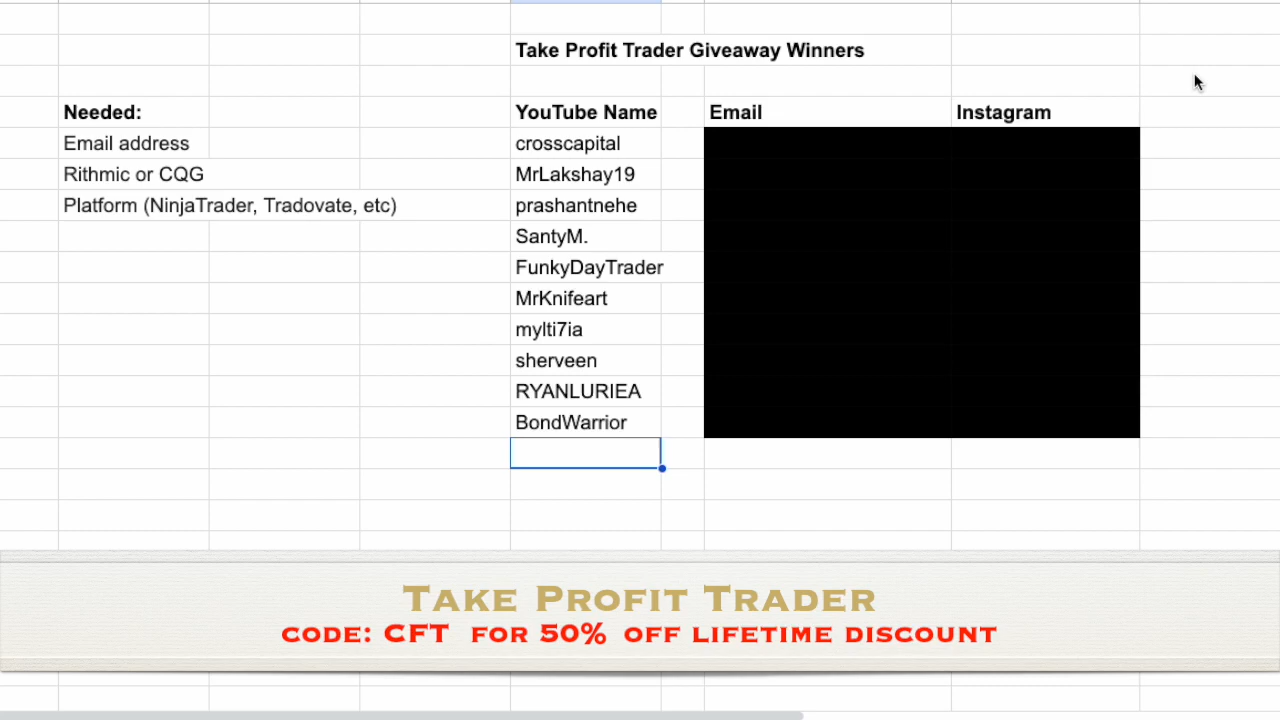 Take Profit Trader Giveaway Winners
Needed:
Email address
Rithmic or CQG
Platform (NinjaTrader, Tradovate, etc)
YouTube Name
crosscapital
MrLakshay19
prashantnehe
SantyM.
FunkyDayTrader
MrKnifeart
mylti7ia
sherveen
RYANLURIEA
BondWarrior
Email
Instagram
Take Profit Trader
code: CFT for 50% off lifetime discount